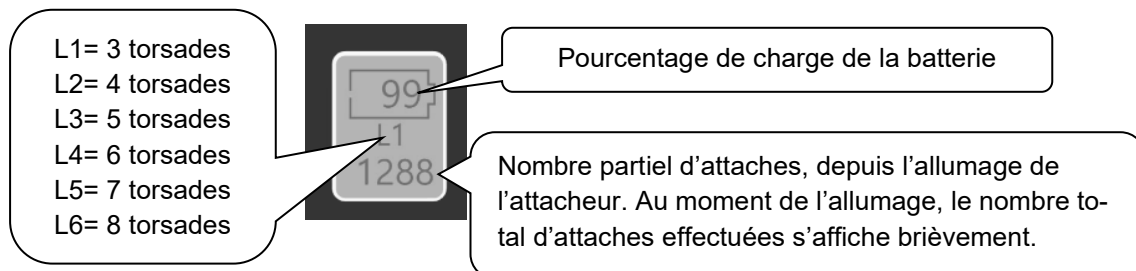 L1= 3 torsades
L2= 4 torsades
L3= 5 torsades
L4= 6 torsades
L5= 7 torsades
L6= 8 torsades
99
L1
1288
Pourcentage de charge de la batterie
Nombre partiel d’attaches, depuis l’allumage de
l’attacheur. Au moment de l’allumage, le nombre to-
tal d’attaches effectuées s’affiche brièvement.